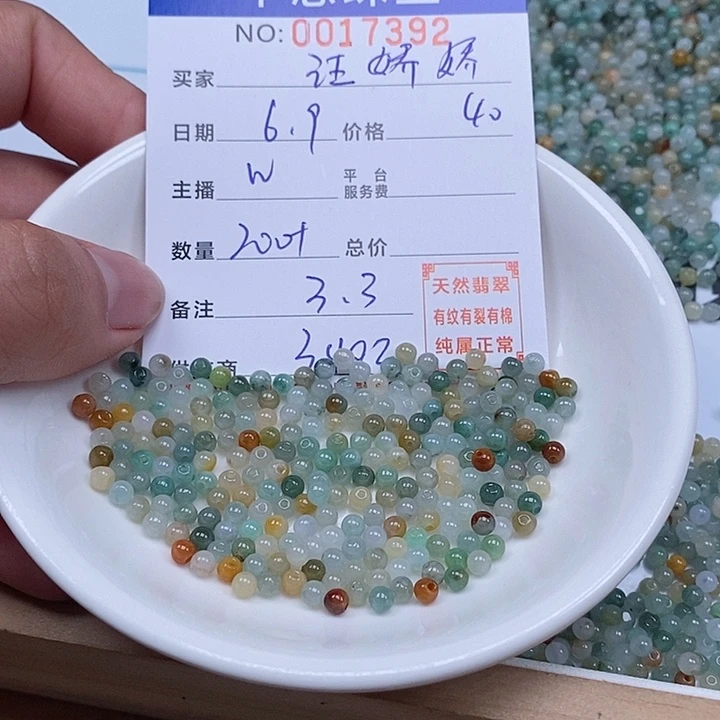 NO:0017392
买家 汪娇娇
日期 6.9 价格 40
主播 W 平台服务费
数量 200+ 总价
备注 3.3
天然翡翠
有纹有裂有棉
纯属正常
商